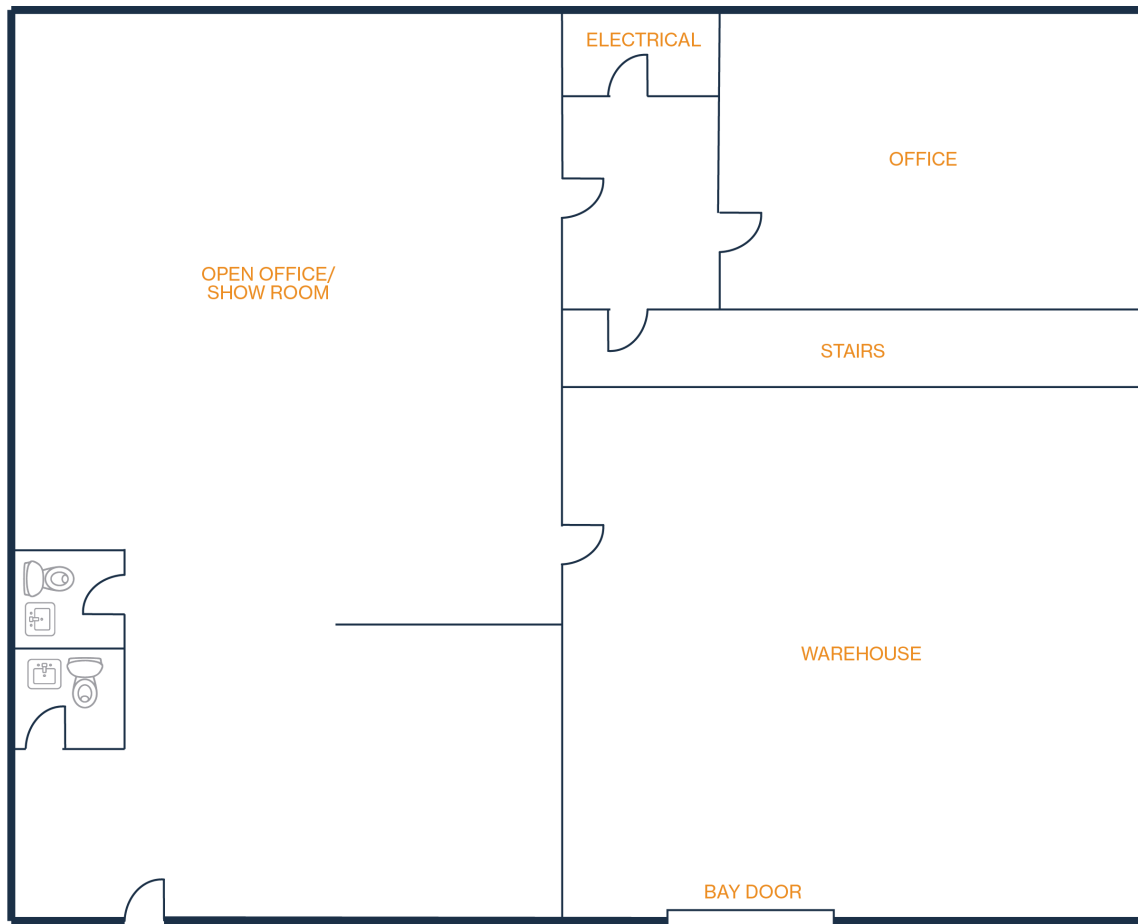 ELECTRICAL
OFFICE
OPEN OFFICE/
SHOW ROOM
STAIRS
WAREHOUSE
BAY DOOR